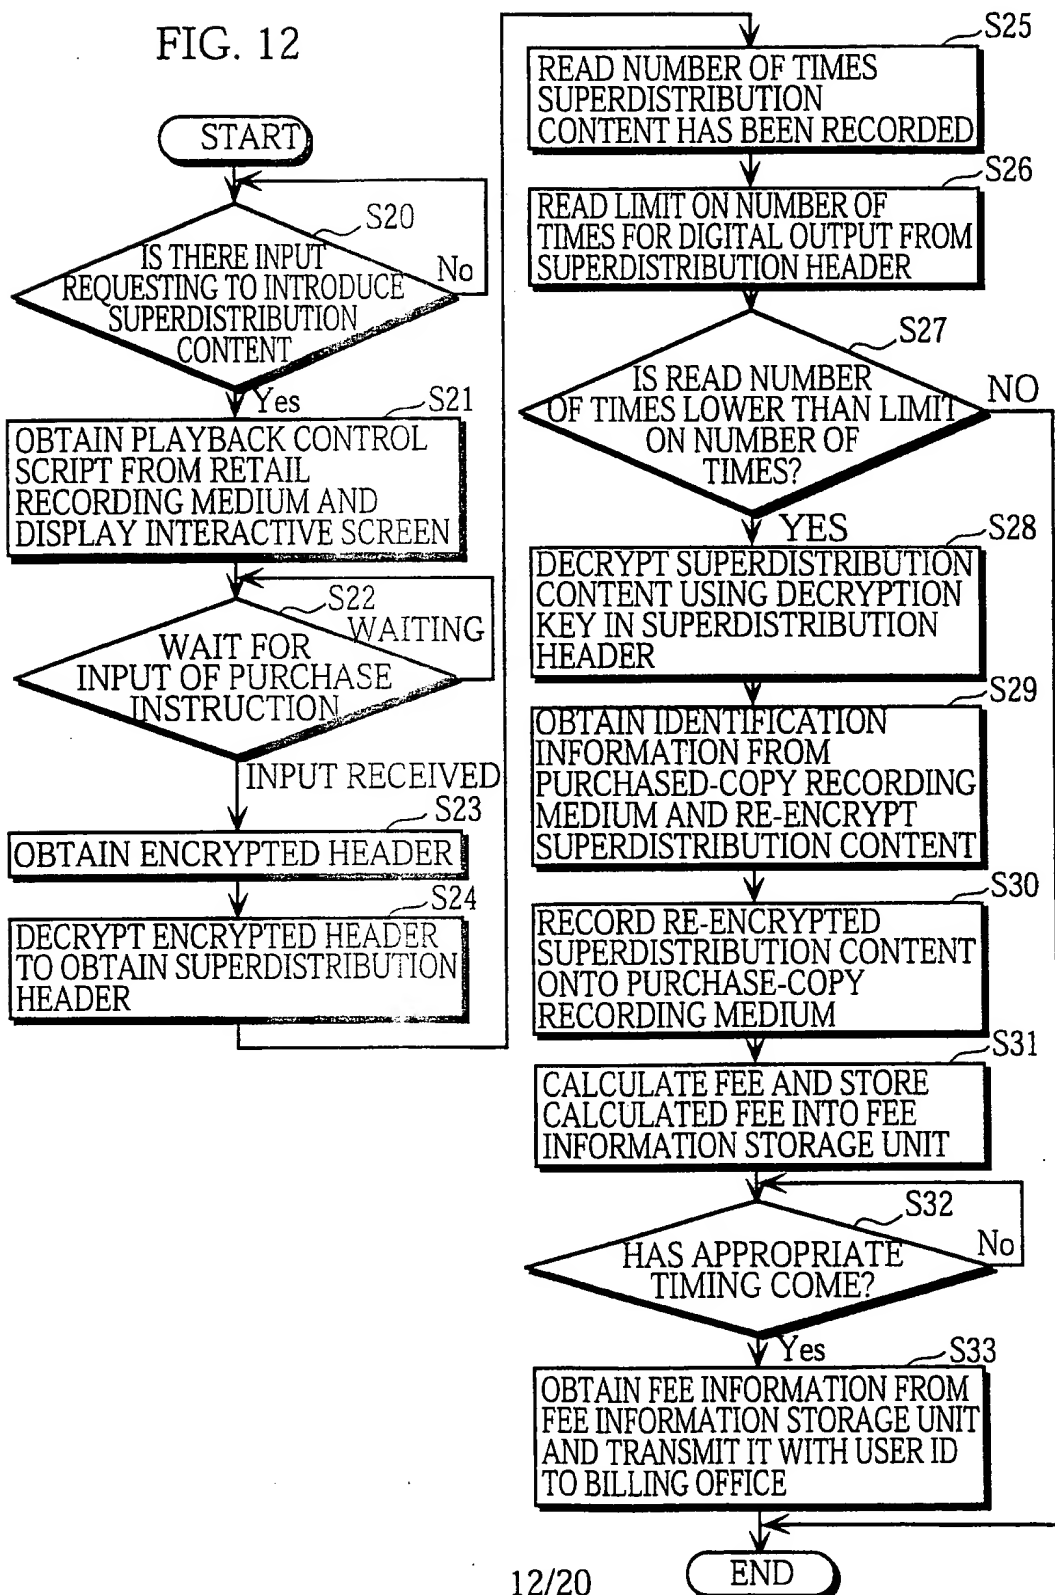 FIG. 12
START
S20
IS THERE INPUT
REQUESTING TO INTRODUCE
SUPERDISTRIBUTION
CONTENT
No
Yes
S21
OBTAIN PLAYBACK CONTROL
SCRIPT FROM RETAIL
RECORDING MEDIUM AND
DISPLAY INTERACTIVE SCREEN
S22
WAITING
WAIT FOR
INPUT OF PURCHASE
INSTRUCTION
INPUT RECEIVED
S23
OBTAIN ENCRYPTED HEADER
S24
DECRYPT ENCRYPTED HEADER
TO OBTAIN SUPERDISTRIBUTION
HEADER
S25
READ NUMBER OF TIMES
SUPERDISTRIBUTION
CONTENT HAS BEEN RECORDED
S26
READ LIMIT ON NUMBER OF
TIMES FOR DIGITAL OUTPUT FROM
SUPERDISTRIBUTION HEADER
S27
IS READ NUMBER
OF TIMES LOWER THAN LIMIT
ON NUMBER OF
TIMES?
NO
YES
S28
DECRYPT SUPERDISTRIBUTION
CONTENT USING DECRYPTION
KEY IN SUPERDISTRIBUTION
HEADER
S29
OBTAIN IDENTIFICATION
INFORMATION FROM
PURCHASED-COPY RECORDING
MEDIUM AND RE-ENCRYPT
SUPERDISTRIBUTION CONTENT
S30
RECORD RE-ENCRYPTED
SUPERDISTRIBUTION CONTENT
ONTO PURCHASE-COPY
RECORDING MEDIUM
S31
CALCULATE FEE AND STORE
CALCULATED FEE INTO FEE
INFORMATION STORAGE UNIT
S32
HAS APPROPRIATE
TIMING COME?
No
Yes
S33
OBTAIN FEE INFORMATION FROM
FEE INFORMATION STORAGE UNIT
AND TRANSMIT IT WITH USER ID
TO BILLING OFFICE
END
12/20